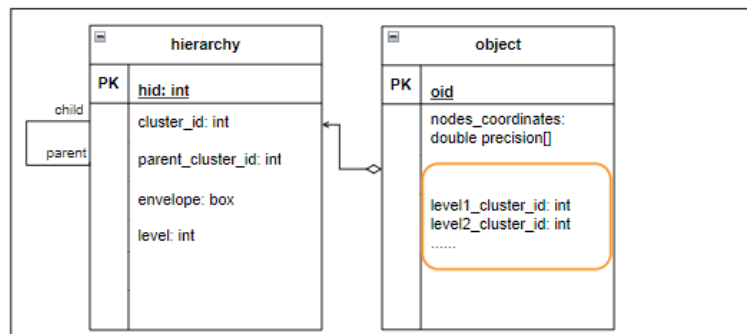 hierarchy
PK
hid: int
cluster_id: int
parent_cluster_id: int
envelope: box
level: int
child
parent
object
PK
oid
nodes_coordinates:
double precision[]
level1_cluster_id: int
level2_cluster_id: int
......